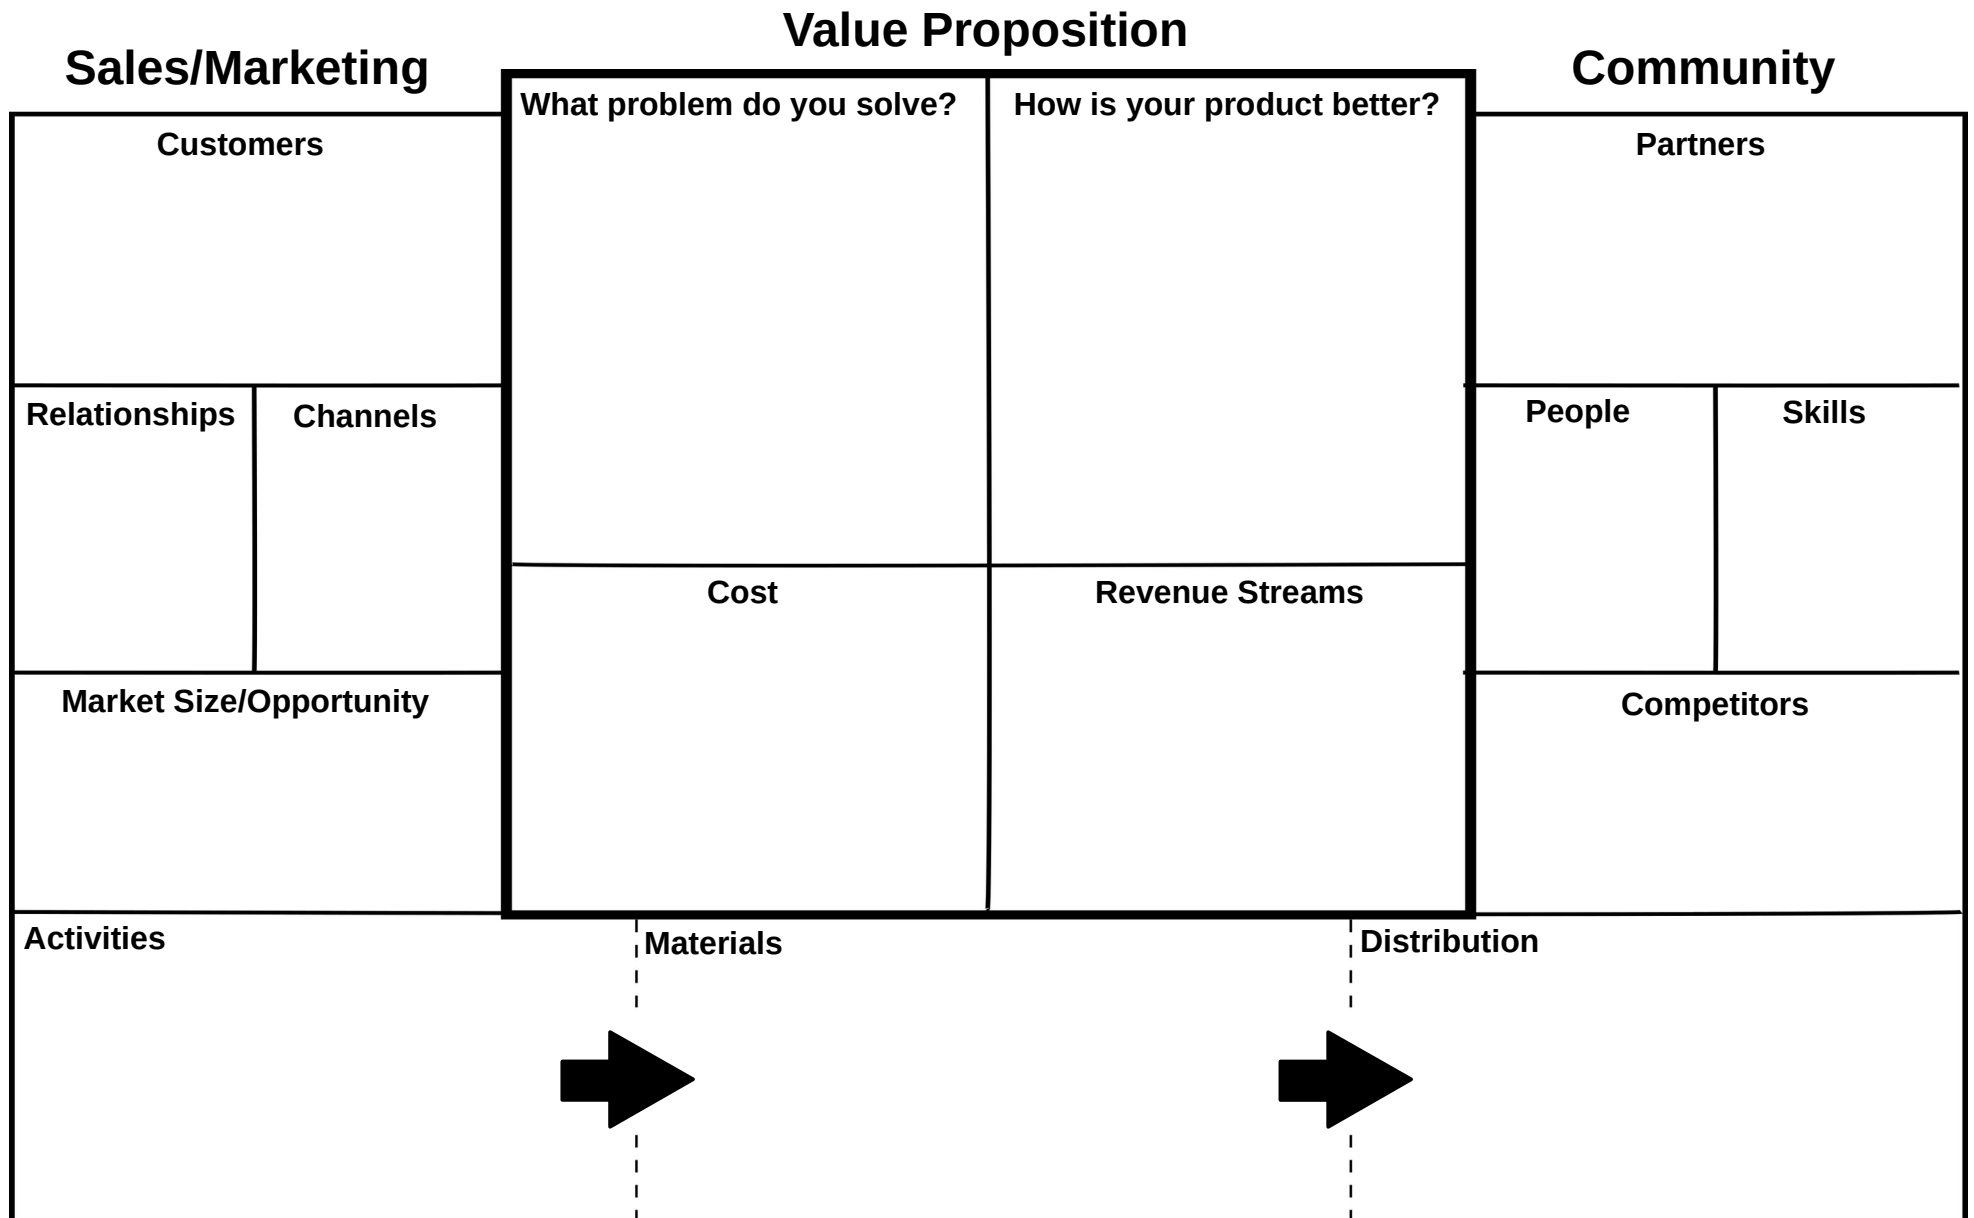 Value Proposition
Sales/Marketing
Community
What problem do you solve?
How is your product better?
Customers
Partners
Relationships
Channels
People
Skills
Cost
Revenue Streams
Market Size/Opportunity
Competitors
Activities
Materials
Distribution